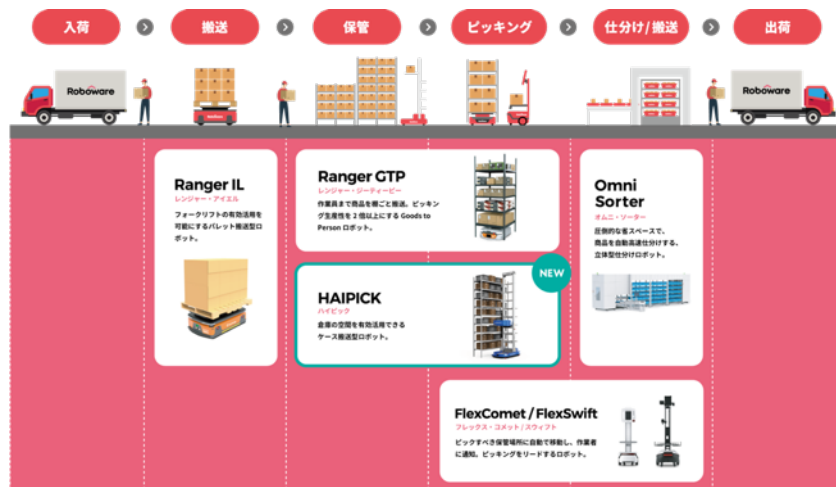 入荷
搬送
保管
ピッキング
仕分け/搬送
出荷
Roboware
Roboware
Ranger IL
レンジャー・アイエル
フォークリフトの有効活用を
可能にするパレット搬送型ロ
ボット。
Ranger GTP
レンジャー・ジーティーピー
作業員まで商品を棚ごと搬送。ピッキン
グ生産性を2倍以上にする Goods to
Person ロボット。
NEW
HAIPICK
ハイピック
倉庫の空間を有効活用できる
ケース搬送型ロボット。
Omni
Sorter
オムニ・ソーター
圧倒的な省スペースで、
商品を自動高速仕分けする、
立体型仕分けロボット。
FlexComet / FlexSwift
フレックス・コメット / スウィフト
ピックすべき保管場所に自動で移動し、作業者
に通知。ピッキングをリードするロボット。